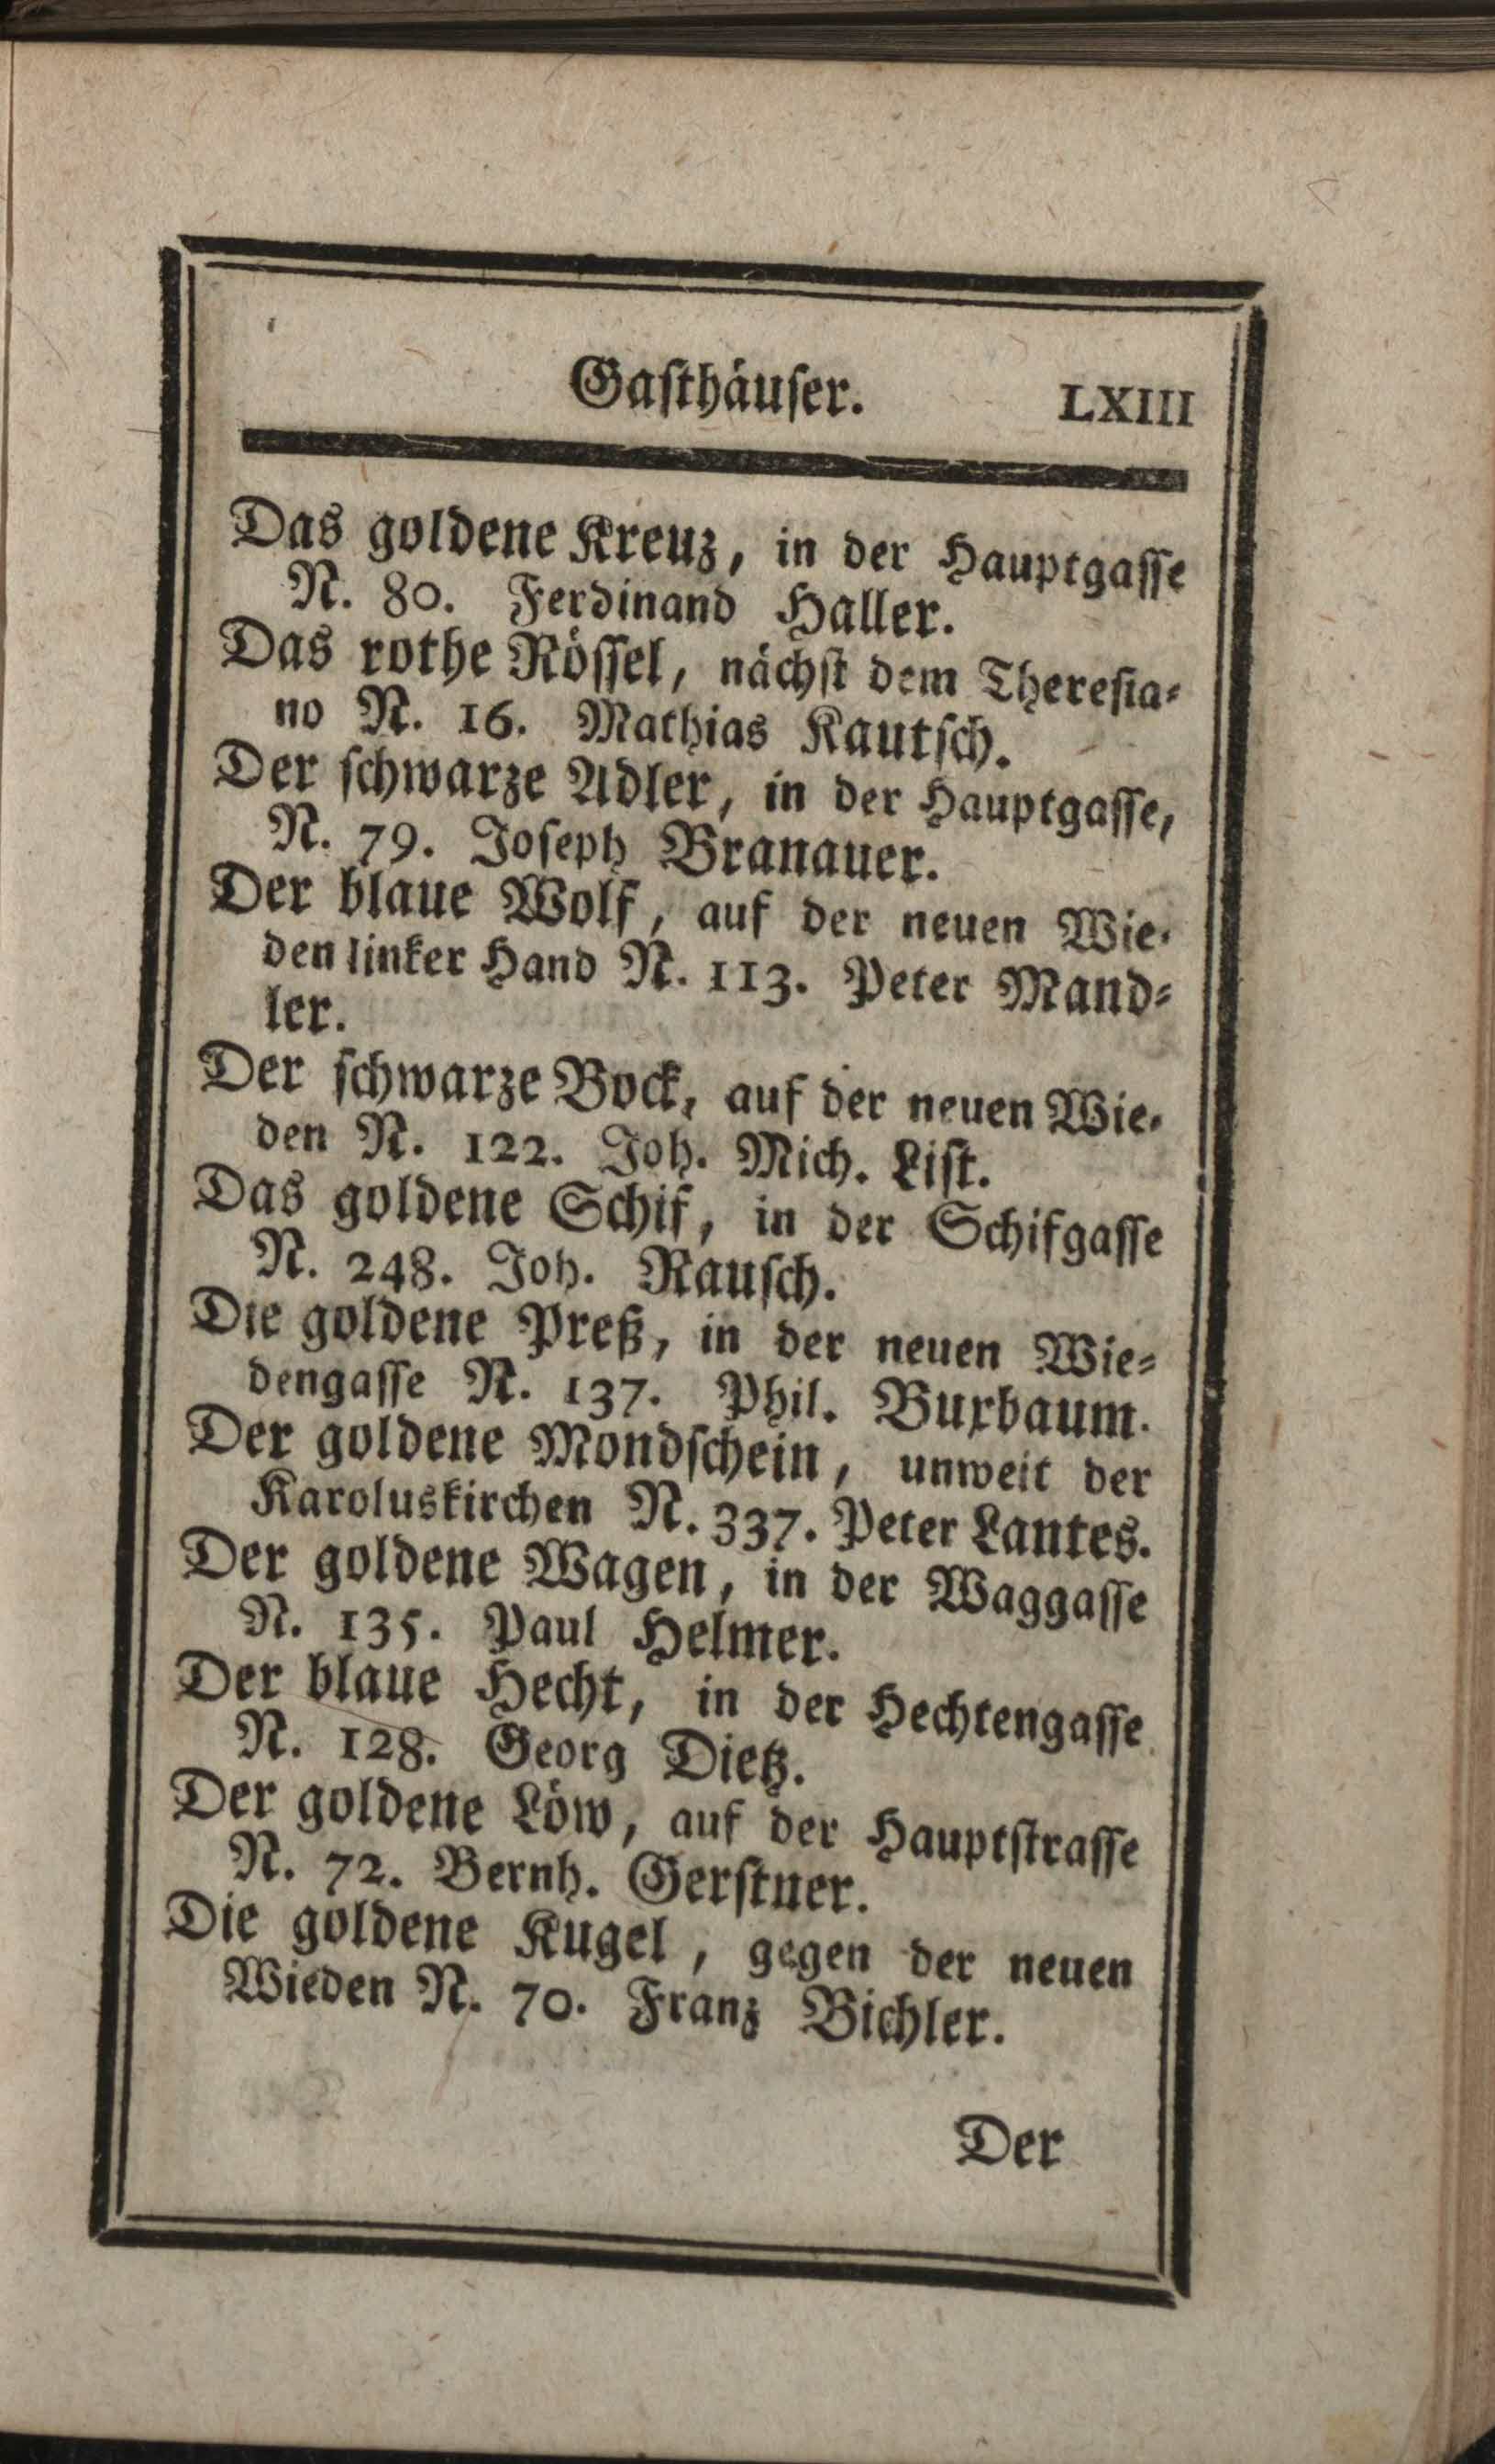 Gasthäuser. LXIII
Das goldene Kreuz, in der Hauptgasse
N. 80. Ferdinand Haller.
Das rothe Rössel, nächst dem Theresia-
no N. 16. Mathias Kautsch.
Der schwarze Adler, in der Hauptgasse,
N. 79. Joseph Branauer.
Der blaue Wolf, auf der neuen Wie-
den linker Hand N. 113. Peter Mand-
ler.
Der schwarze Bock, auf der neuen Wie-
den N. 122. Joh. Mich. List.
Das goldene Schif, in der Schifgasse
N. 248. Joh. Rausch.
Die goldene Preß, in der neuen Wie-
dengasse N. 137. Phil. Buxbaum.
Der goldene Mondschein, unweit der
Karoluskirchen N. 337. Peter Lantes.
Der goldene Wagen, in der Waggasse
N. 135. Paul Helmer.
Der blaue Hecht, in der Hechtengasse
N. 128. Georg Dietz.
Der goldene Löw, auf der Hauptstrasse
N. 72. Bernh. Gerstner.
Die goldene Kugel, gegen der neuen
Wieden N. 70. Franz Bichler.
Der